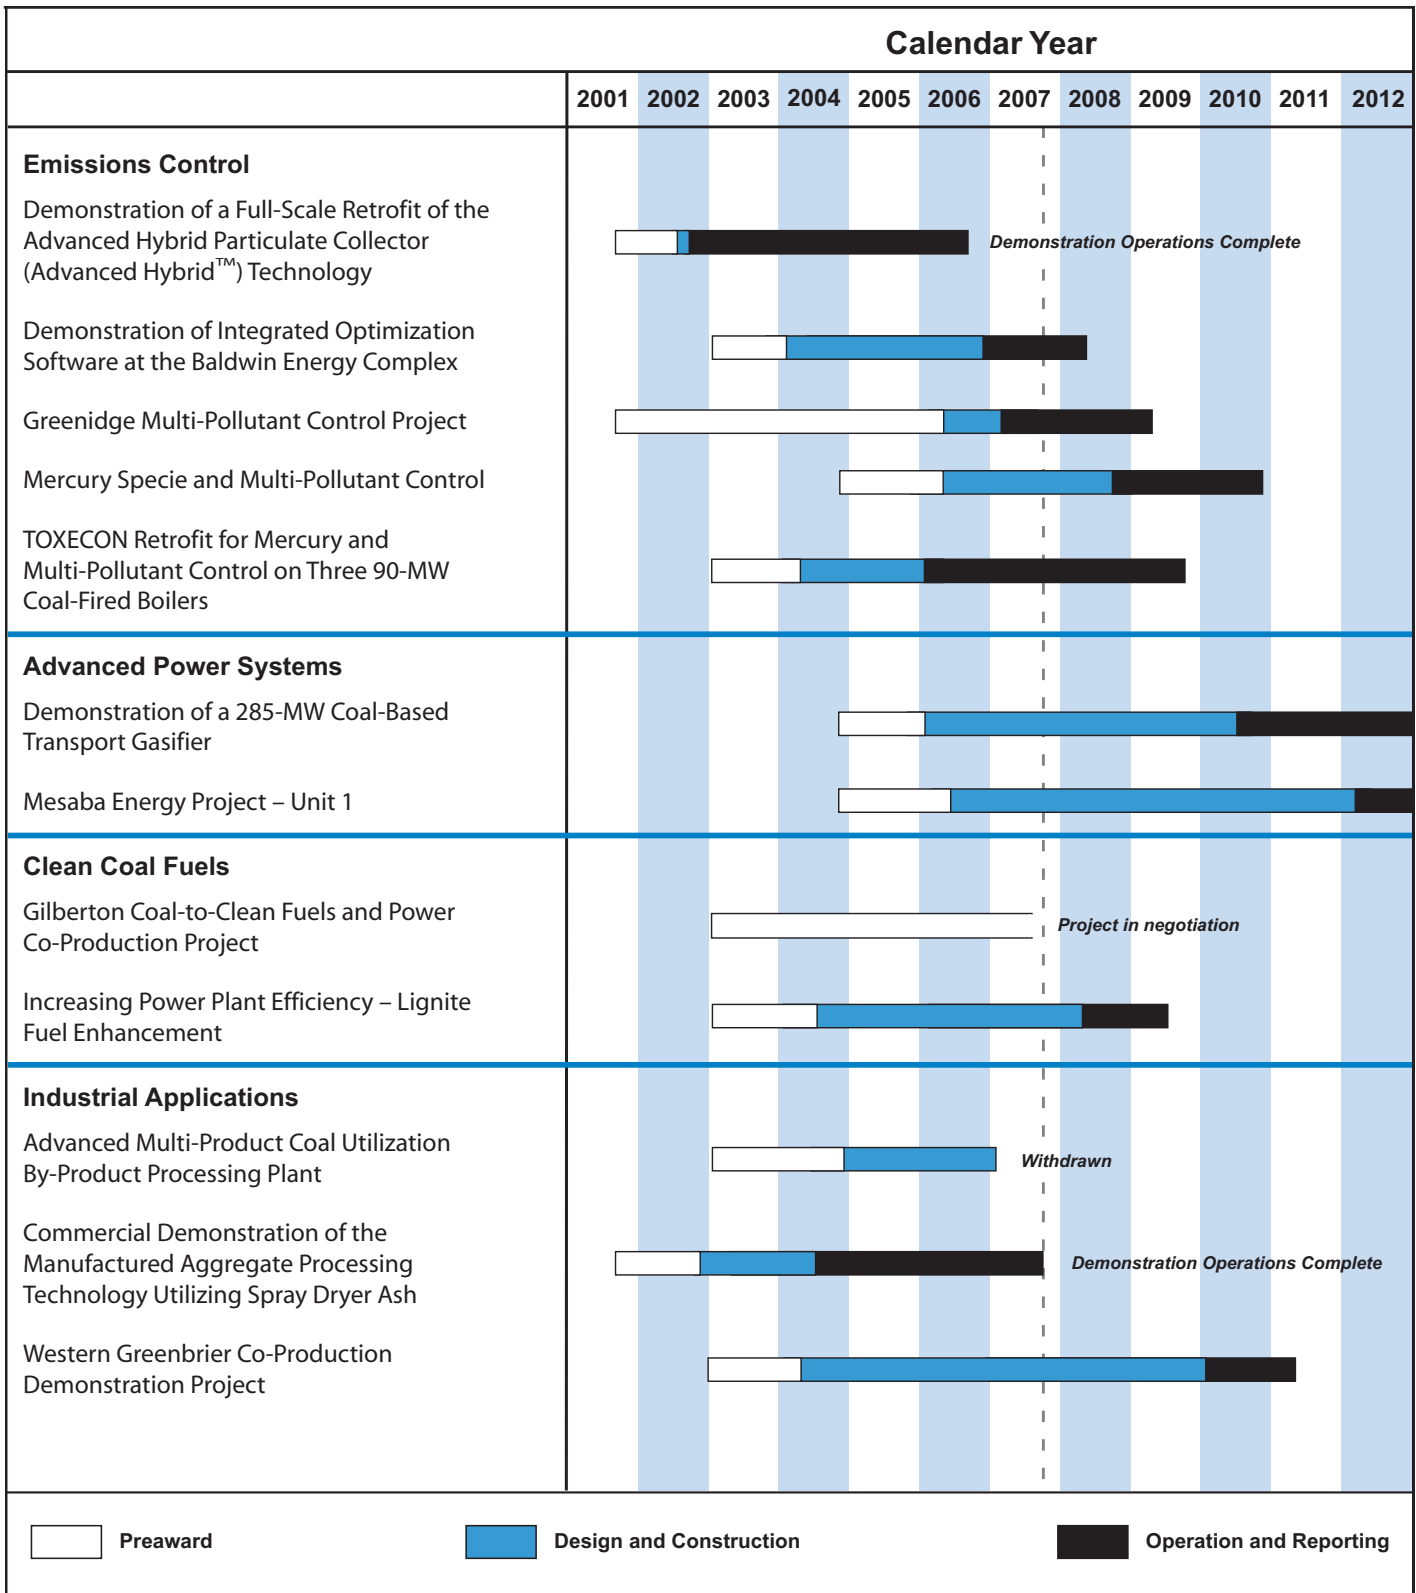 Calendar Year
2001 2002 2003 2004 2005 2006 2007 2008 2009 2010 2011 2012
Emissions Control
Demonstration of a Full-Scale Retrofit of the
Advanced Hybrid Particulate Collector
(Advanced Hybrid™) Technology
Demonstration Operations Complete
Demonstration of Integrated Optimization
Software at the Baldwin Energy Complex
Greenidge Multi-Pollutant Control Project
Mercury Specie and Multi-Pollutant Control
TOXECON Retrofit for Mercury and
Multi-Pollutant Control on Three 90-MW
Coal-Fired Boilers
Advanced Power Systems
Demonstration of a 285-MW Coal-Based
Transport Gasifier
Mesaba Energy Project – Unit 1
Clean Coal Fuels
Gilberton Coal-to-Clean Fuels and Power
Co-Production Project
Project in negotiation
Increasing Power Plant Efficiency – Lignite
Fuel Enhancement
Industrial Applications
Advanced Multi-Product Coal Utilization
By-Product Processing Plant
Withdrawn
Commercial Demonstration of the
Manufactured Aggregate Processing
Technology Utilizing Spray Dryer Ash
Demonstration Operations Complete
Western Greenbrier Co-Production
Demonstration Project
Preaward
Design and Construction
Operation and Reporting